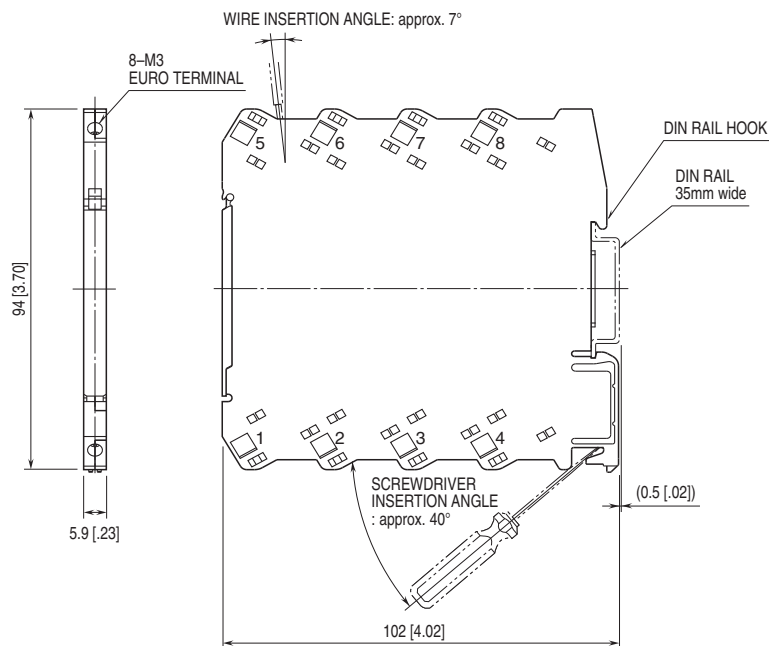 WIRE INSERTION ANGLE: approx. 7°
8–M3
EURO TERMINAL
5
6
7
8
DIN RAIL HOOK
DIN RAIL
35mm wide
94 [3.70]
1
2
3
4
SCREWDRIVER
INSERTION ANGLE
: approx. 40°
(0.5 [.02])
5.9 [.23]
102 [4.02]